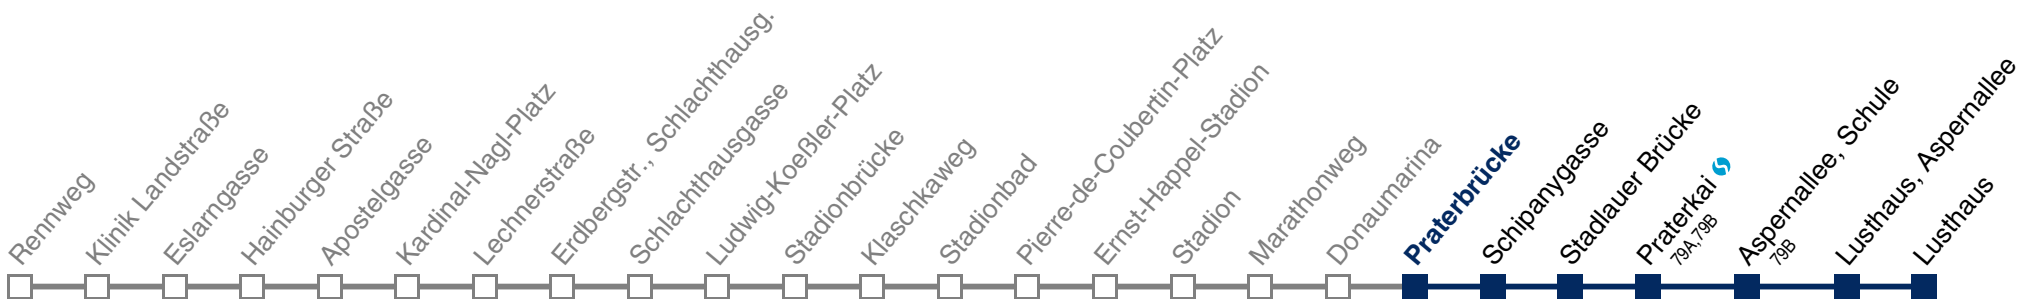 Rennweg
Klinik Landstraße
Eslarngasse
Hainburger Straße
Apostelgasse
Kardinal-Nagl-Platz
Lechnerstraße
Erdbergstr., Schlachthausg.
Schlachthausgasse
Ludwig-Koeßler-Platz
Stadionbrücke
Klaschkaweg
Stadionbad
Pierre-de-Coubertin-Platz
Ernst-Happel-Stadion
Stadion
Marathonweg
Donaumarina
Praterbrücke
Schipanygasse
Stadlauer Brücke
Praterkai
79A,79B
Aspernallee, Schule
79B
Lusthaus, Aspernallee
Lusthaus